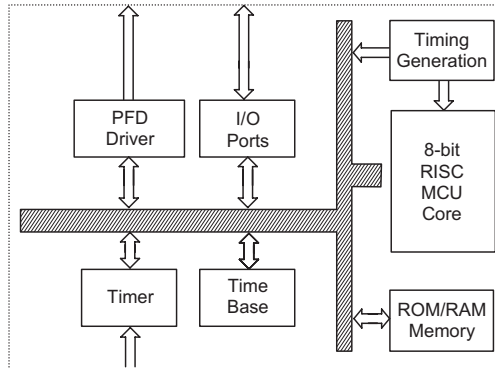 Timing
Generation
PFD
Driver
I/O
Ports
8-bit
RISC
MCU
Core
Timer
Time
Base
ROM/RAM
Memory